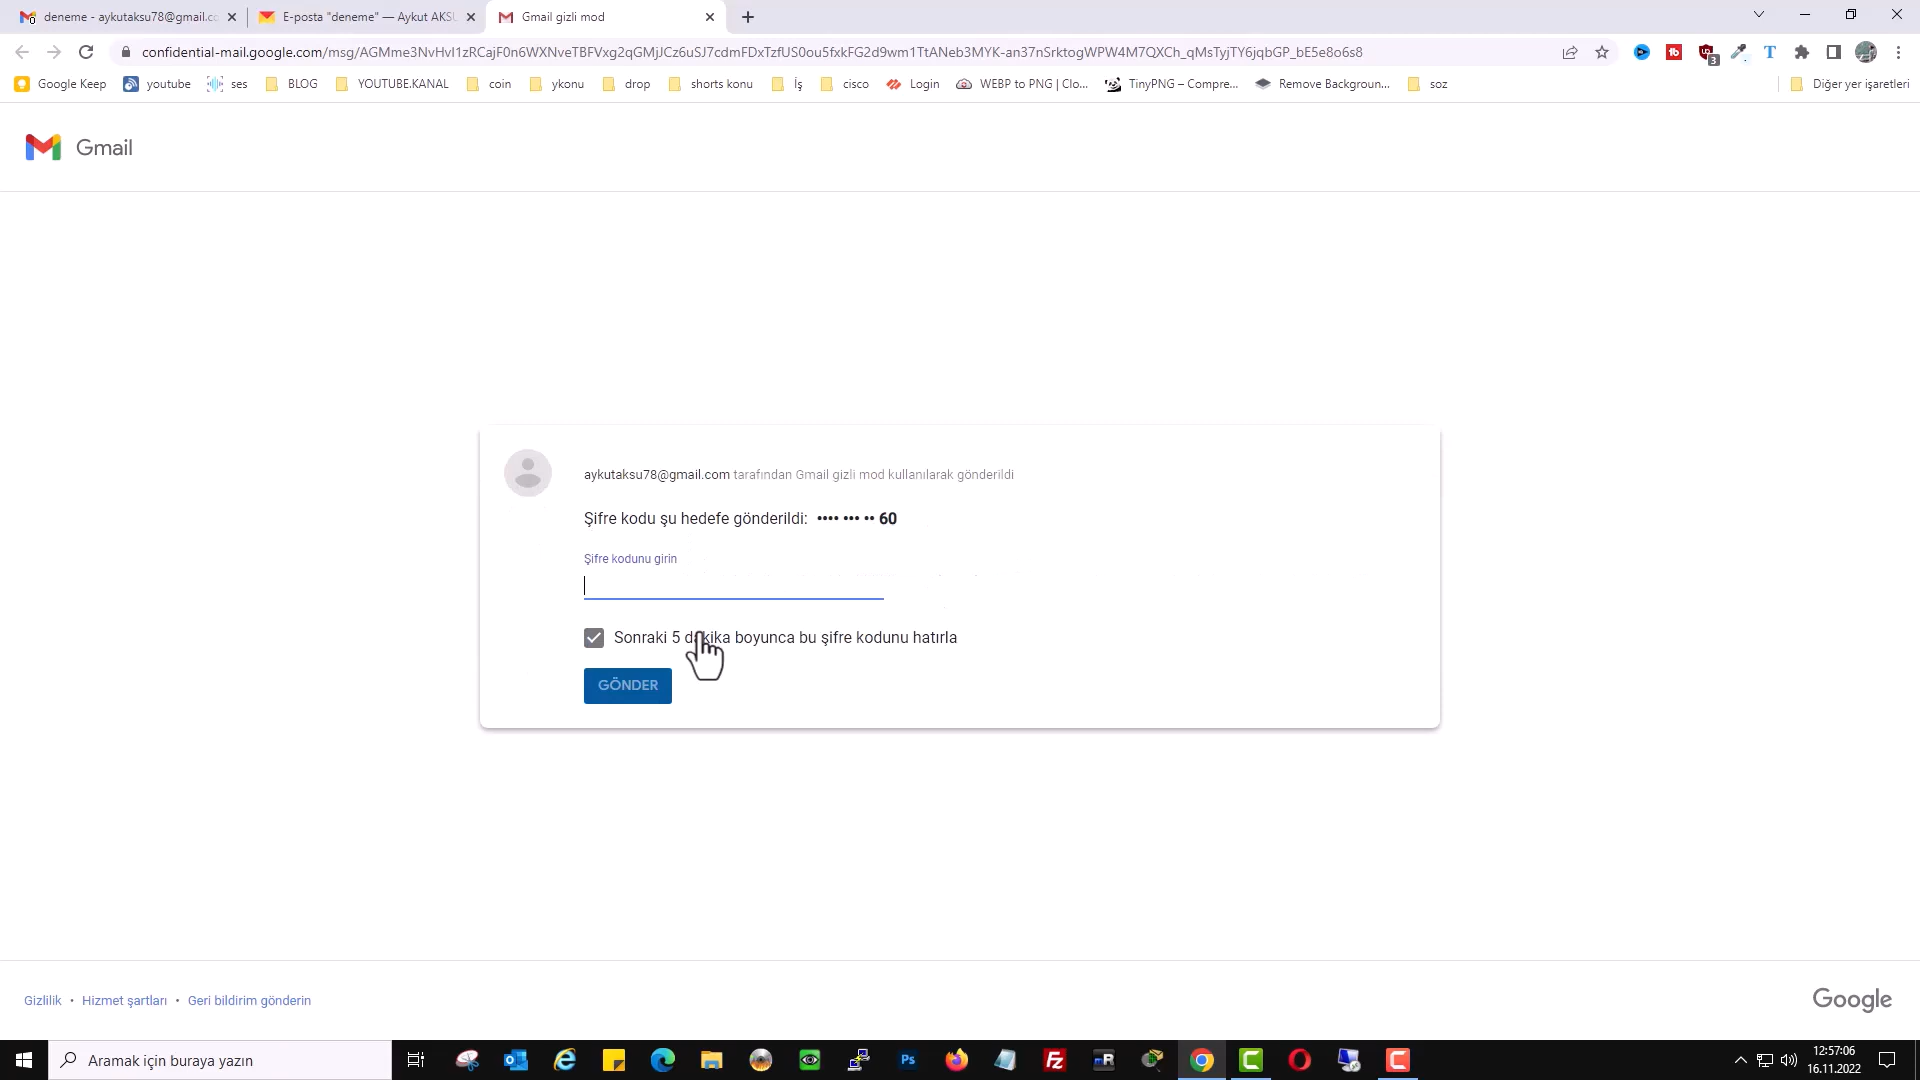 deneme - aykutaksu78@gmail.co
E-posta "deneme" — Aykut AKSU
Gmail gizli mod
confidential-mail.google.com/msg/AGMme3NvHvI1zRCajF0n6WXNveTBFVxg2qGMjJCz6uSJ7cdmFDxTzfUS0ou5fxkFG2d9wm1TtANeb3MYK-an37nSrktogWPW4M7QXCh_qMsTyjTY6jqbGP_bE5e8o6s8
Google Keep
youtube
ses
BLOG
YOUTUBE.KANAL
coin
ykonu
drop
shorts konu
İş
cisco
Login
WEBP to PNG | Clo...
TinyPNG – Compre...
Remove Backgroun...
soz
Diğer yer işaretleri
Gmail
aykutaksu78@gmail.com tarafından Gmail gizli mod kullanılarak gönderildi
Şifre kodu şu hedefe gönderildi: •••• ••• •• 60
Şifre kodunu girin
Sonraki 5 dakika boyunca bu şifre kodunu hatırla
GÖNDER
Gizlilik • Hizmet şartları • Geri bildirim gönderin
Google
Aramak için buraya yazın
12:57:06
16.11.2022